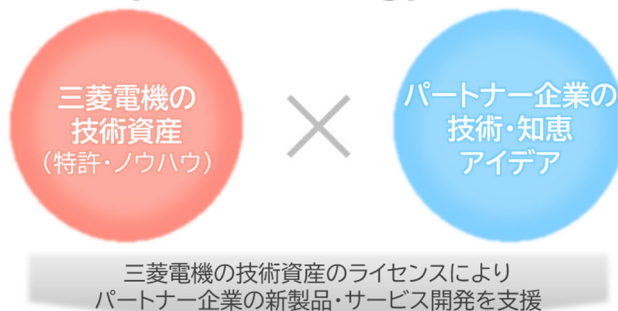 三菱電機の
技術資産
（特許・ノウハウ）
パートナー企業の
技術・知恵
アイデア
三菱電機の技術資産のライセンスにより
パートナー企業の新製品・サービス開発を支援